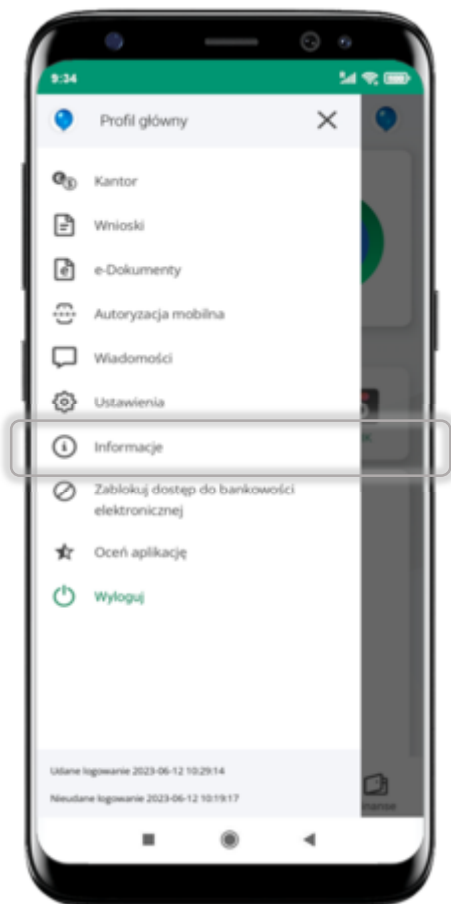 9:34
Profil główny
Kantor
Wnioski
e-Dokumenty
Autoryzacja mobilna
Wiadomości
Ustawienia
Informacje
Zablokuj dostęp do bankowości
elektronicznej
Oceń aplikację
Wyloguj
Udane logowanie 2023-06-12 10:29:14
Nieudane logowanie 2023-06-12 10:19:17